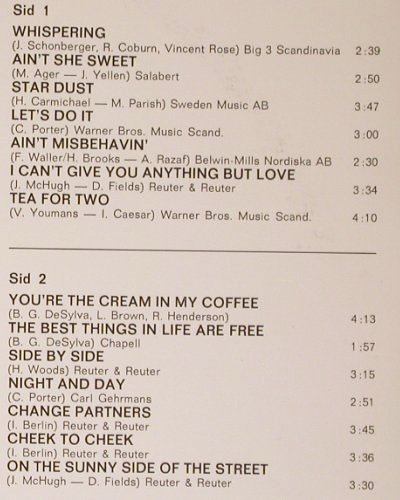 Sid 1
WHISPERING
(J. Schonberger, R. Coburn, Vincent Rose) Big 3 Scandinavia 2:39
AIN'T SHE SWEET
(M. Ager — J. Yellen) Salabert 2:50
STAR DUST
(H. Carmichael — M. Parish) Sweden Music AB 3:47
LET'S DO IT
(C. Porter) Warner Bros. Music Scand. 3:00
AIN'T MISBEHAVIN'
(F. Waller/H. Brooks — A. Razaf) Belwin-Mills Nordiska AB 2:30
I CAN'T GIVE YOU ANYTHING BUT LOVE
(J. McHugh — D. Fields) Reuter & Reuter 3:34
TEA FOR TWO
(V. Youmans — I. Caesar) Warner Bros. Music Scand. 4:10
Sid 2
YOU'RE THE CREAM IN MY COFFEE
(B. G. DeSylva, L. Brown, R. Henderson) 4:13
THE BEST THINGS IN LIFE ARE FREE
(B. G. DeSylva) Chapell 1:57
SIDE BY SIDE
(H. Woods) Reuter & Reuter 3:15
NIGHT AND DAY
(C. Porter) Carl Gehrmans 2:51
CHANGE PARTNERS
(I. Berlin) Reuter & Reuter 3:45
CHEEK TO CHEEK
(I. Berlin) Reuter & Reuter 3:36
ON THE SUNNY SIDE OF THE STREET
(J. McHugh — D. Fields) Reuter & Reuter 3:30